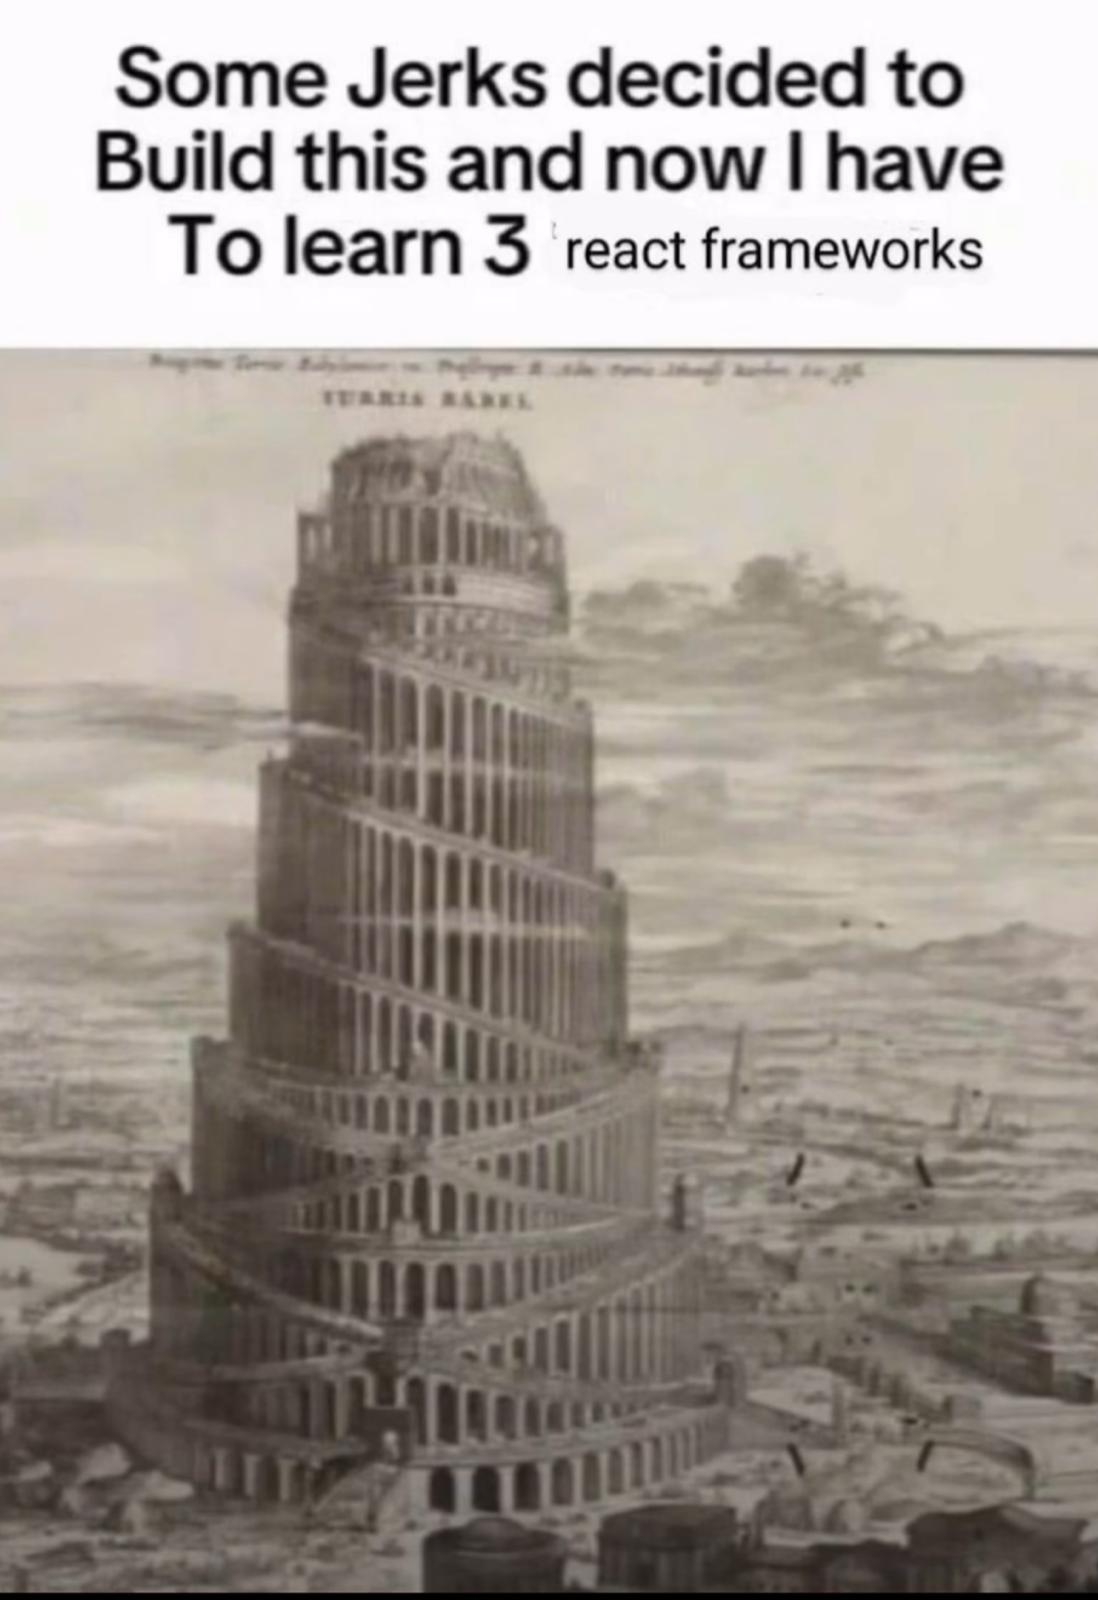 Some Jerks decided to
Build this and now I have
To learn 3 react frameworks
TURRIS BABEL